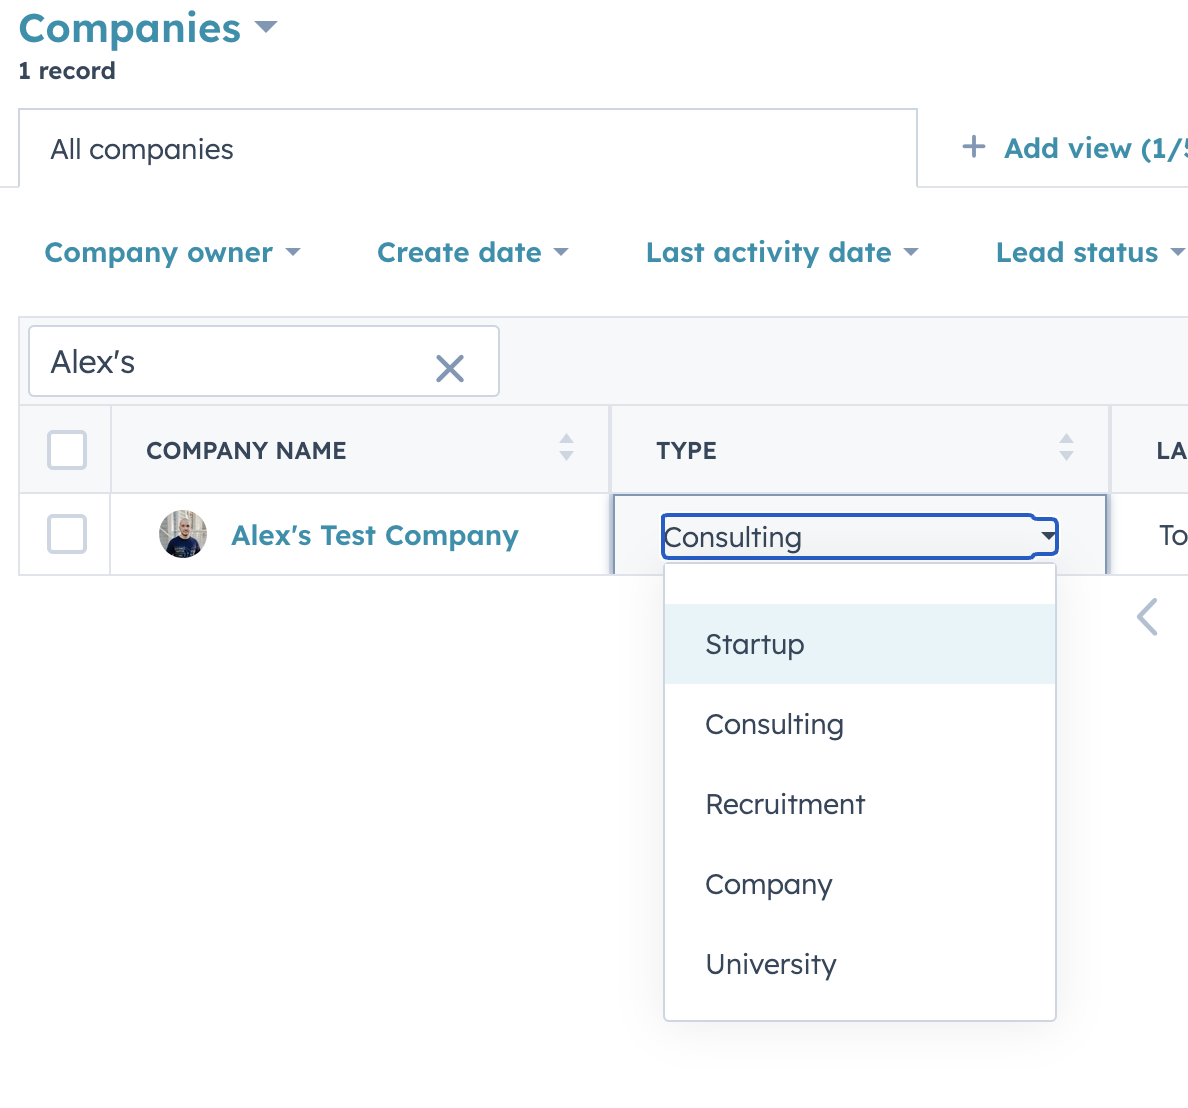 Companies
1 record
All companies
+ Add view (1/5
Company owner Create date Last activity date Lead status
Alex's
COMPANY NAME TYPE LA
Alex's Test Company Consulting To
Startup
Consulting
Recruitment
Company
University